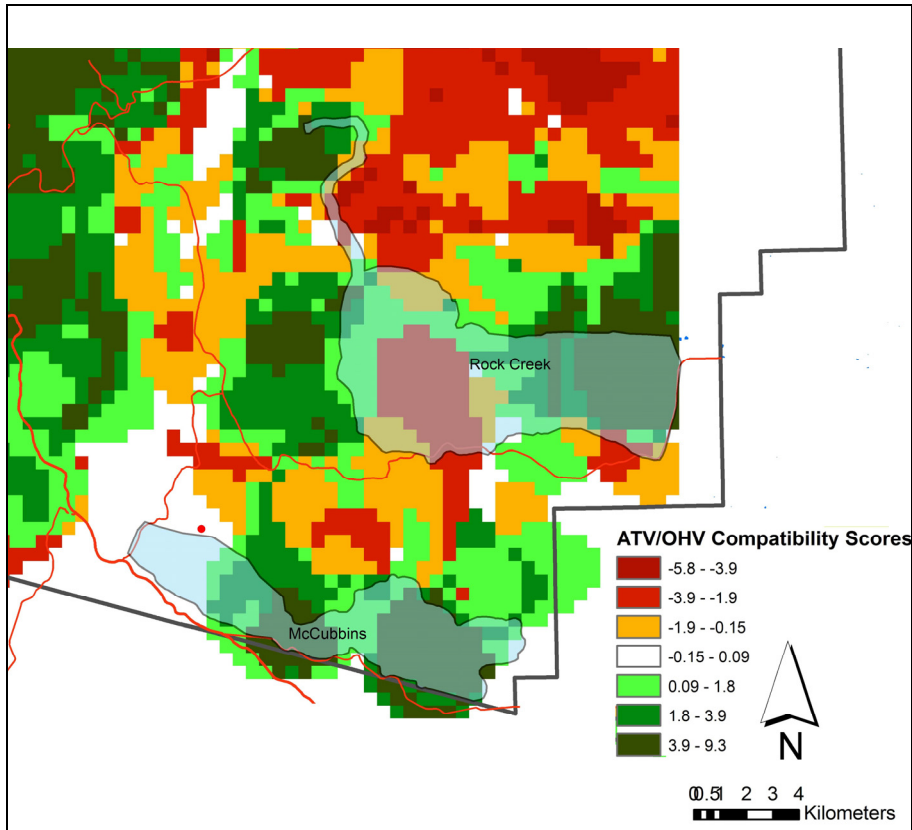 Rock Creek
McCubbins
ATV/OHV Compatibility Scores
-5.8 - -3.9
-3.9 - -1.9
-1.9 - -0.15
-0.15 - 0.09
0.09 - 1.8
1.8 - 3.9
3.9 - 9.3
N
0 0.5 1 2 3 4
Kilometers